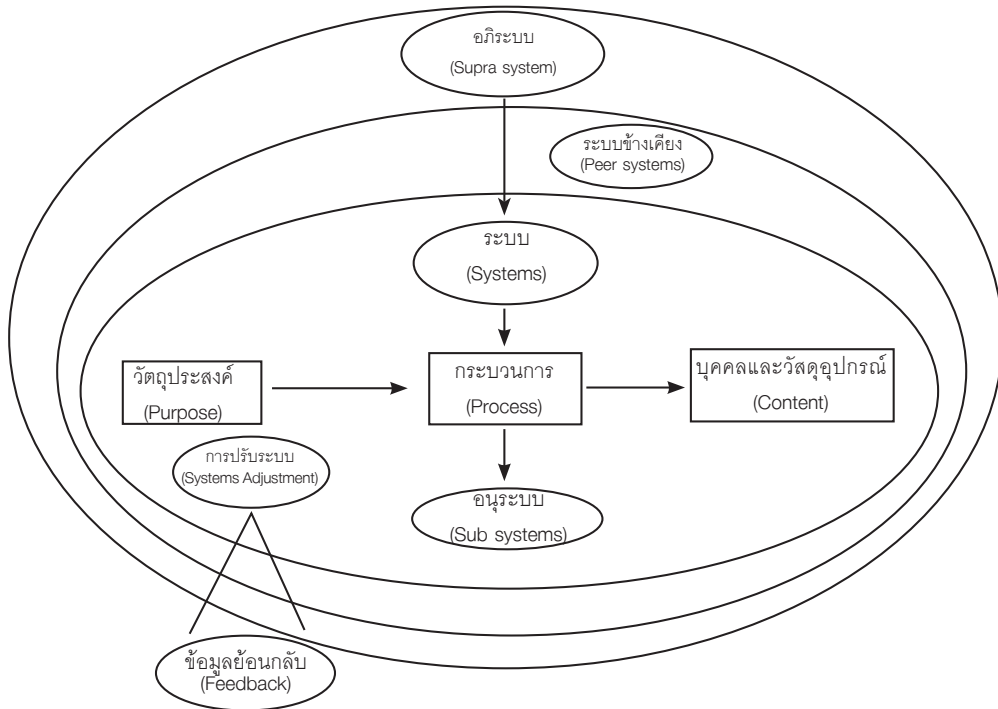 อภิระบบ
(Supra system)
ระบบข้างเคียง
(Peer systems)
ระบบ
(Systems)
วัตถุประสงค์
(Purpose)
กระบวนการ
(Process)
บุคคลและวัสดุอุปกรณ์
(Content)
การปรับระบบ
(Systems Adjustment)
อนุระบบ
(Sub systems)
ข้อมูลย้อนกลับ
(Feedback)